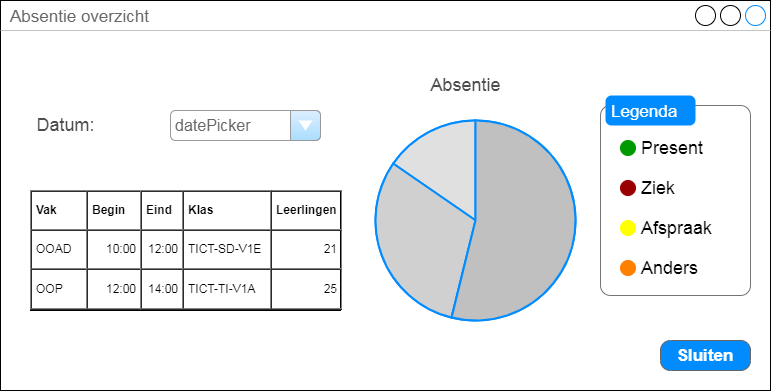 Absentie overzicht
Absentie
Datum:
datePicker
Legenda
Present
Ziek
Afspraak
Anders
Vak Begin Eind Klas Leerlingen
OOAD 10:00 12:00 TICT-SD-V1E 21
OOP 12:00 14:00 TICT-TI-V1A 25
Sluiten